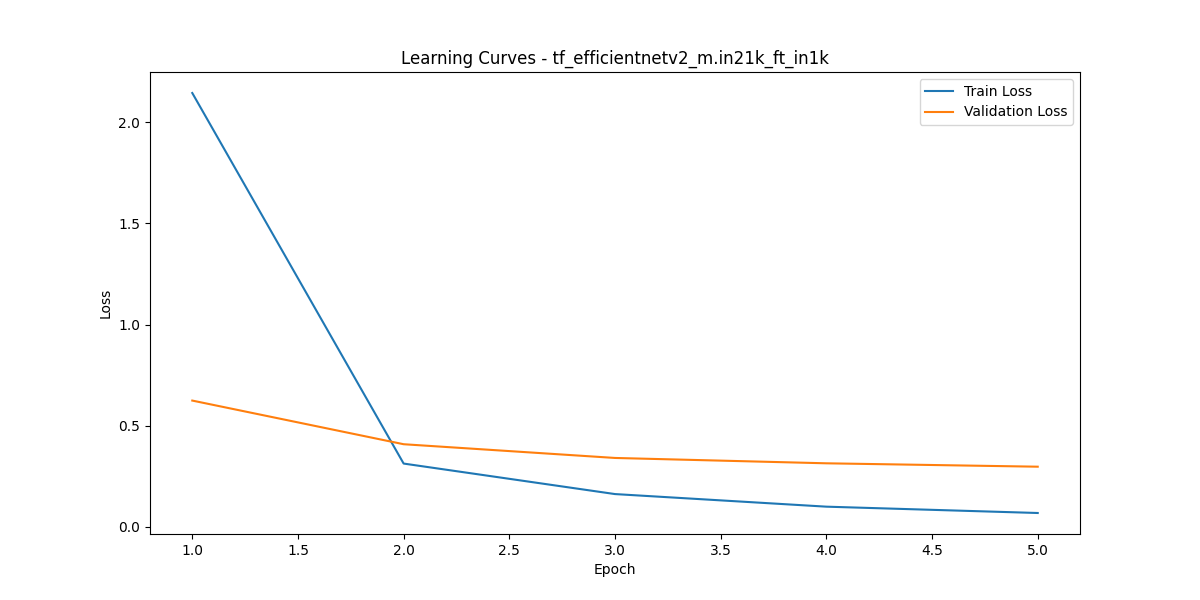 Learning Curves - tf_efficientnetv2_m.in21k_ft_in1k
Train Loss
Validation Loss
2.0
1.5
1.0
0.5
0.0
Loss
1.0 1.5 2.0 2.5 3.0 3.5 4.0 4.5 5.0
Epoch